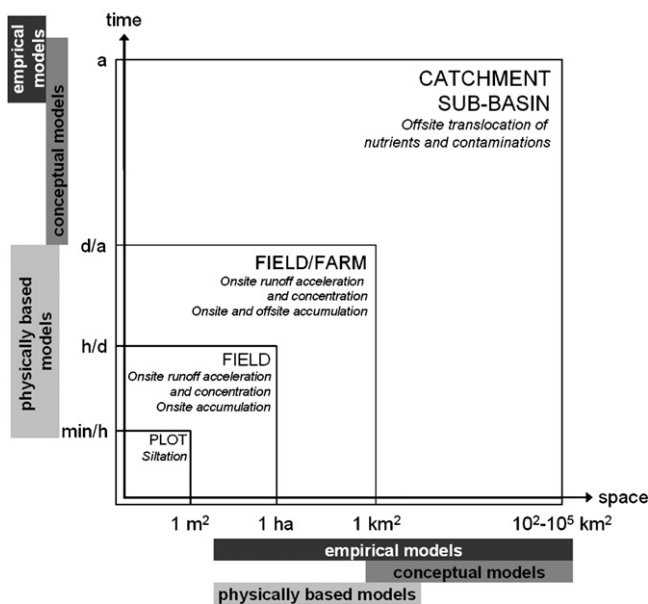 time
a
emprical
models
conceptual models
CATCHMENT
SUB-BASIN
Offsite translocation of
nutrients and contaminations
d/a
FIELD/FARM
Onsite runoff acceleration
and concentration
Onsite and offsite accumulation
physically based
models
h/d
FIELD
Onsite runoff acceleration
and concentration
Onsite accumulation
min/h
PLOT
Siltation
space
1 m²
1 ha
1 km²
10²-10⁵ km²
empirical models
conceptual models
physically based models